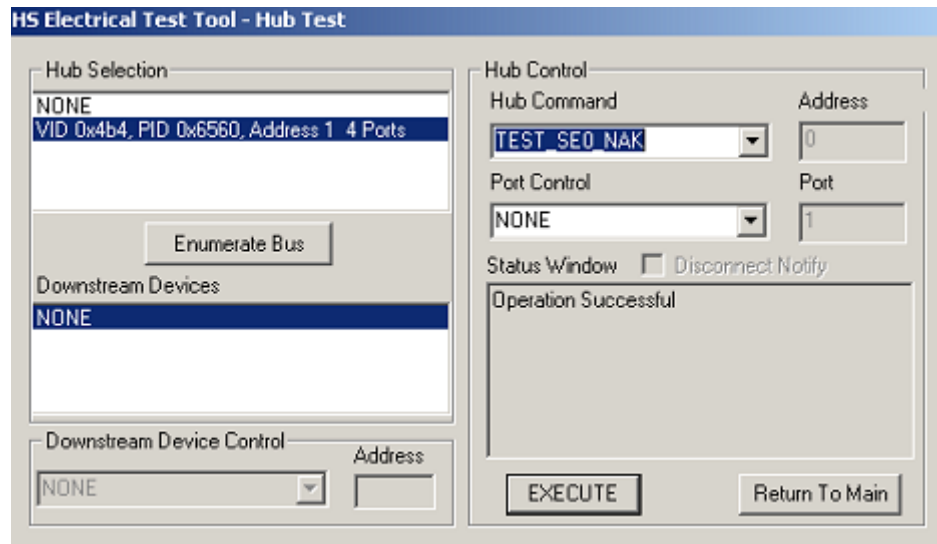 HS Electrical Test Tool - Hub Test
Hub Selection
NONE
VID 0x4b4, PID 0x6560, Address 1 4 Ports
Enumerate Bus
Downstream Devices
NONE
Downstream Device Control
Address
NONE
Hub Control
Hub Command Address
TEST_SE0_NAK 0
Port Control Port
NONE 1
Status Window Disconnect Notify
Operation Successful
EXECUTE Return To Main